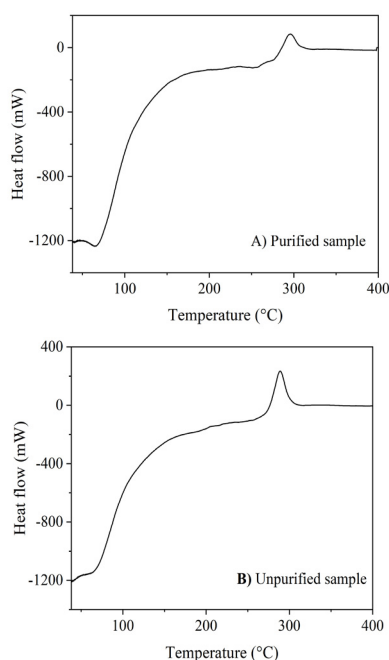 0
-400
-800
-1200
Heat flow (mW)
100
200
300
400
Temperature (°C)
A) Purified sample
400
0
-400
-800
-1200
Heat flow (mW)
100
200
300
400
Temperature (°C)
B) Unpurified sample